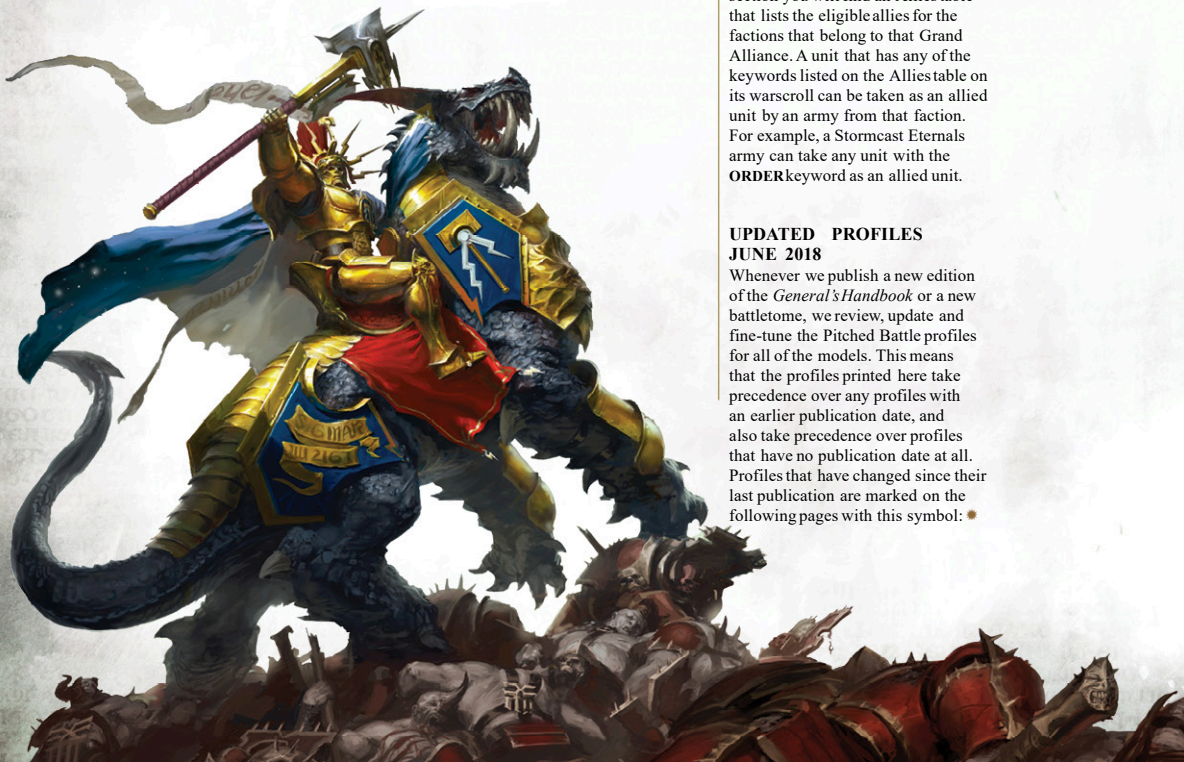 that lists the eligible allies for the
factions that belong to that Grand
Alliance. A unit that has any of the
keywords listed on the Allies table on
its warscroll can be taken as an allied
unit by an army from that faction.
For example, a Stormcast Eternals
army can take any unit with the
ORDER keyword as an allied unit.
UPDATED PROFILES
JUNE 2018
Whenever we publish a new edition
of the General's Handbook or a new
battletome, we review, update and
fine-tune the Pitched Battle profiles
for all of the models. This means
that the profiles printed here take
precedence over any profiles with
an earlier publication date, and
also take precedence over profiles
that have no publication date at all.
Profiles that have changed since their
last publication are marked on the
following pages with this symbol:
SIGMAR